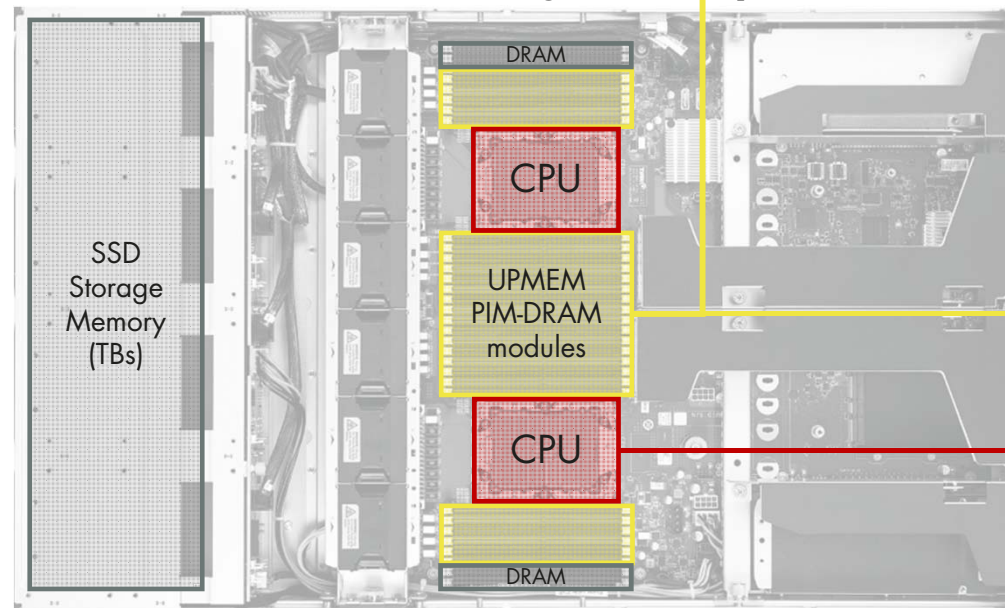 DRAM
CPU
SSD
Storage
Memory
(TBs)
UPMEM
PIM-DRAM
modules
CPU
DRAM